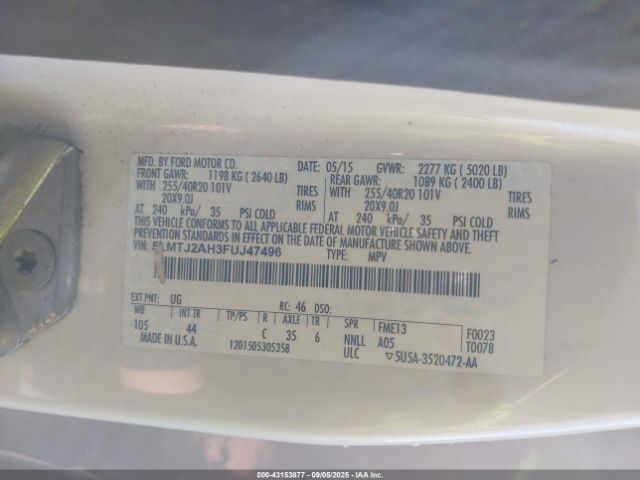 MFD. BY FORD MOTOR CO. 05/15 GVWR: 2277 KG ( 5020 LB)
FRONT GAWR: 1198 KG ( 2640 LB) REAR GAWR: 1089 KG ( 2400 LB)
WITH 255/40R20 101V TIRES WITH 255/40R20 101V TIRES
20X9.0J RIMS 20X9.0J RIMS
AT 240 kPa/ 35 PSI COLD AT 240 kPa/ 35 PSI COLD
THIS VEHICLE CONFORMS TO ALL APPLICABLE FEDERAL MOTOR VEHICLE SAFETY AND THEFT
PREVENTION STANDARDS IN EFFECT ON THE DATE OF MANUFACTURE SHOWN ABOVE.
VIN: LMTJ2AH3FUJ47496 TYPE: MPV
EXT PNT: UG RC: 46 DSO:
WB INT TR TP/PS R AXLE TR SPR FME13 F0023
105 44 C 35 6 NNLL A05 T0078
MADE IN U.S.A. 1201505305358 ULC 5U5A-3520472-AA
000-43153877 - 09/05/2025 - IAAI.COM